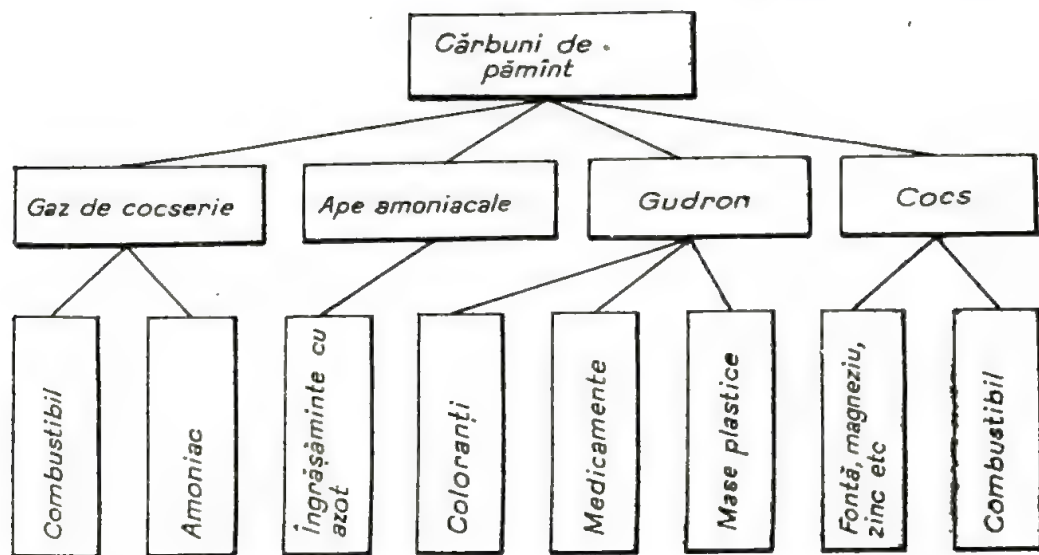 Cărbuni de
pămînt
Gaz de cocserie
Ape amoniacale
Gudron
Cocs
Combustibil
Amoniac
Îngrășăminte cu
azot
Coloranți
Medicamente
Mase plastice
Fontă, magneziu,
zinc etc
Combustibil